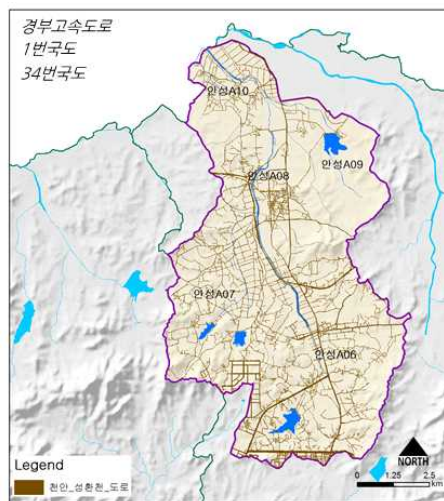 경부고속도로
1번국도
34번국도
안성A10
안성A09
안성A08
안성A07
안성A06
NORTH
0 1.25 2.5
km
Legend
천안_성환천_도로